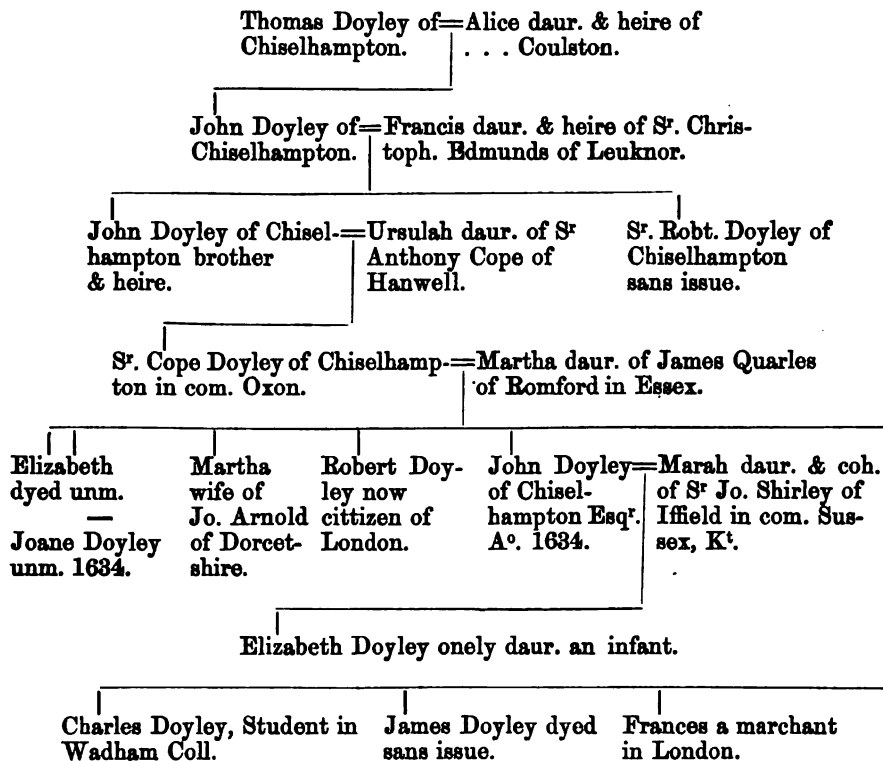 Thomas Doyley of=Alice daur. & heire of
Chiselhampton. . . . Coulston.
John Doyley of=Francis daur. & heire of Sʳ. Chris-
Chiselhampton. toph. Edmunds of Leuknor.
John Doyley of Chisel-=Ursulah daur. of Sʳ
hampton brother
& heire.
Anthony Cope of
Hanwell.
Sʳ. Robt. Doyley of
Chiselhampton
sans issue.
Sʳ. Cope Doyley of Chiselhamp-=Martha daur. of James Quarles
ton in com. Oxon. of Romford in Essex.
Elizabeth
dyed unm.
—
Joane Doyley
unm. 1634.
Martha
wife of
Jo. Arnold
of Dorcet-
shire.
Robert Doy-
ley now
cittizen of
London.
John Doyley=Marah daur. & coh.
of Chisel-
hampton Esqʳ.
Aº. 1634.
of Sʳ Jo. Shirley of
Iffield in com. Sus-
sex, Kᵗ.
Elizabeth Doyley onely daur. an infant.
Charles Doyley, Student in
Wadham Coll.
James Doyley dyed
sans issue.
Frances a marchant
in London.